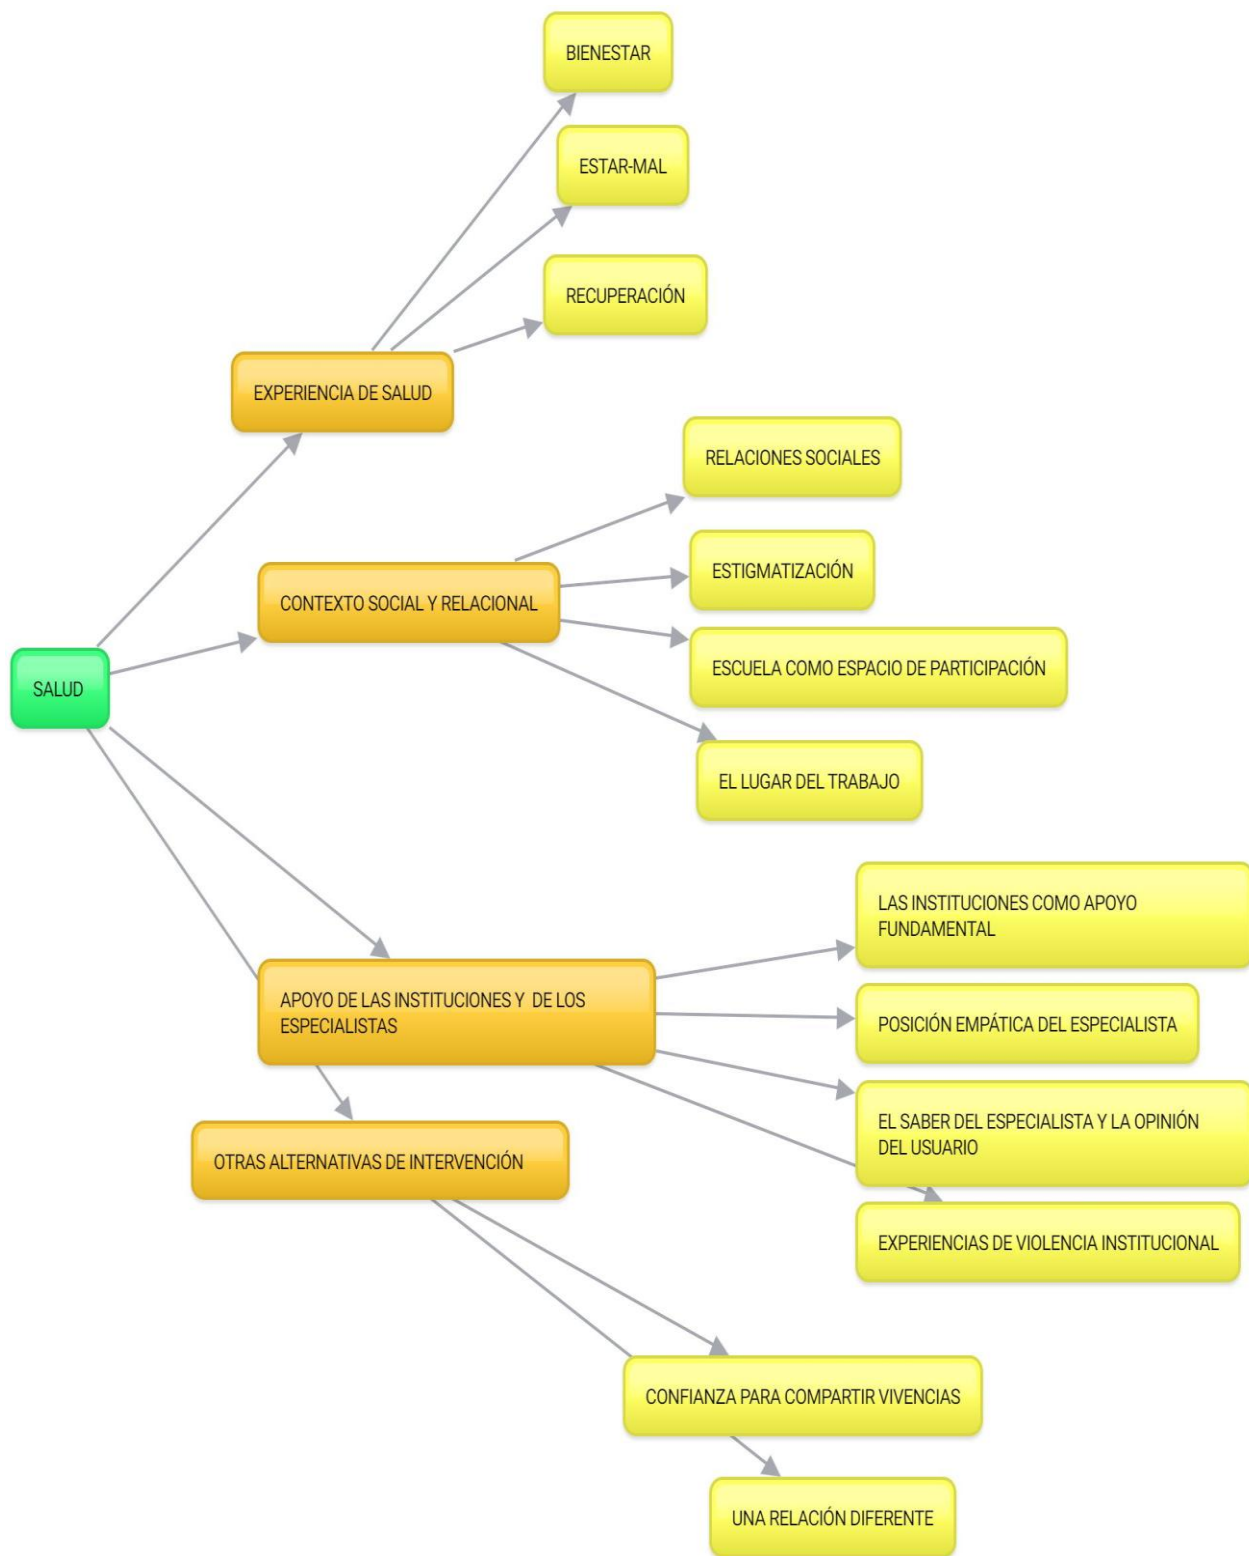 BIENESTAR
ESTAR-MAL
RECUPERACIÓN
EXPERIENCIA DE SALUD
RELACIONES SOCIALES
ESTIGMATIZACIÓN
CONTEXTO SOCIAL Y RELACIONAL
ESCUELA COMO ESPACIO DE PARTICIPACIÓN
SALUD
EL LUGAR DEL TRABAJO
LAS INSTITUCIONES COMO APOYO
FUNDAMENTAL
APOYO DE LAS INSTITUCIONES Y  DE LOS
ESPECIALISTAS
POSICIÓN EMPÁTICA DEL ESPECIALISTA
EL SABER DEL ESPECIALISTA Y LA OPINIÓN
DEL USUARIO
OTRAS ALTERNATIVAS DE INTERVENCIÓN
EXPERIENCIAS DE VIOLENCIA INSTITUCIONAL
CONFIANZA PARA COMPARTIR VIVENCIAS
UNA RELACIÓN DIFERENTE